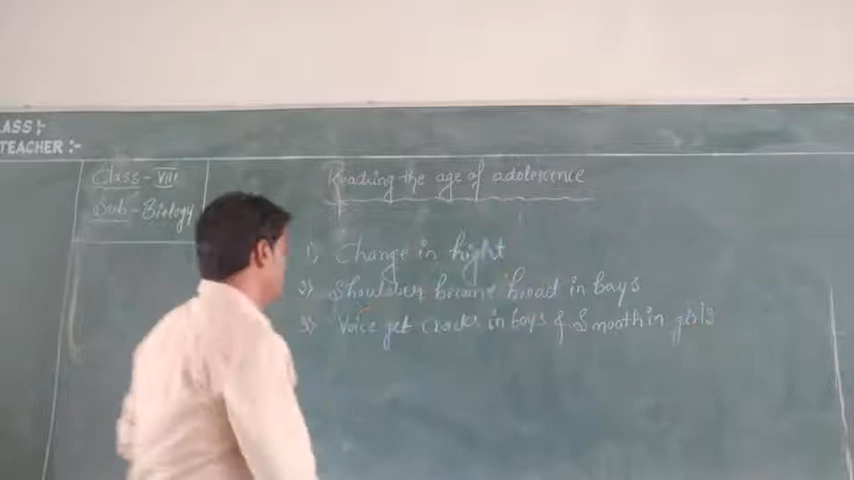 LASS :-
TEACHER :-
Class - VIII
Sub - Biology
Reaching the age of adolescence
1) Change in hight
2) Shoulders become broad in boys
3) Voice get cracks in boys & Smooth in girls